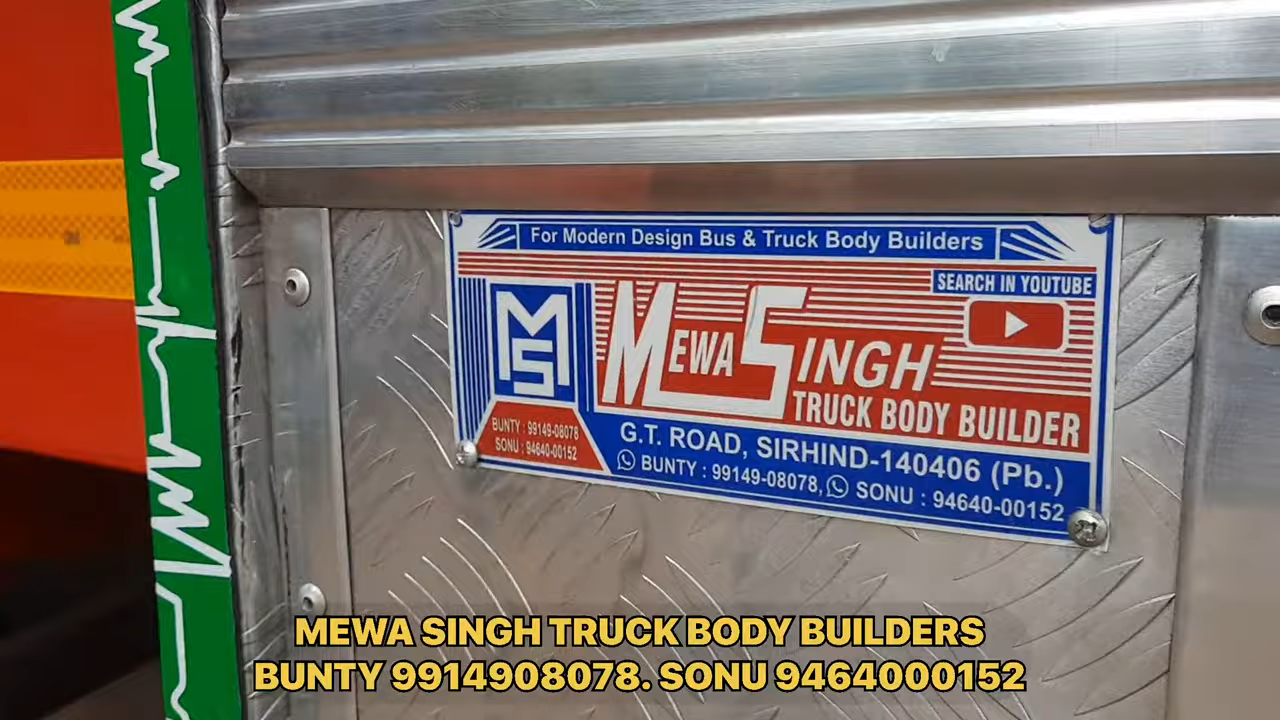 For Modern Design Bus & Truck Body Builders
SEARCH IN YOUTUBE
MS
MEWA SINGH
TRUCK BODY BUILDER
BUNTY : 99149-08078
SONU : 94640-00152
G.T. ROAD, SIRHIND-140406 (Pb.)
BUNTY : 99149-08078, SONU : 94640-00152
MEWA SINGH TRUCK BODY BUILDERS
BUNTY 9914908078. SONU 9464000152